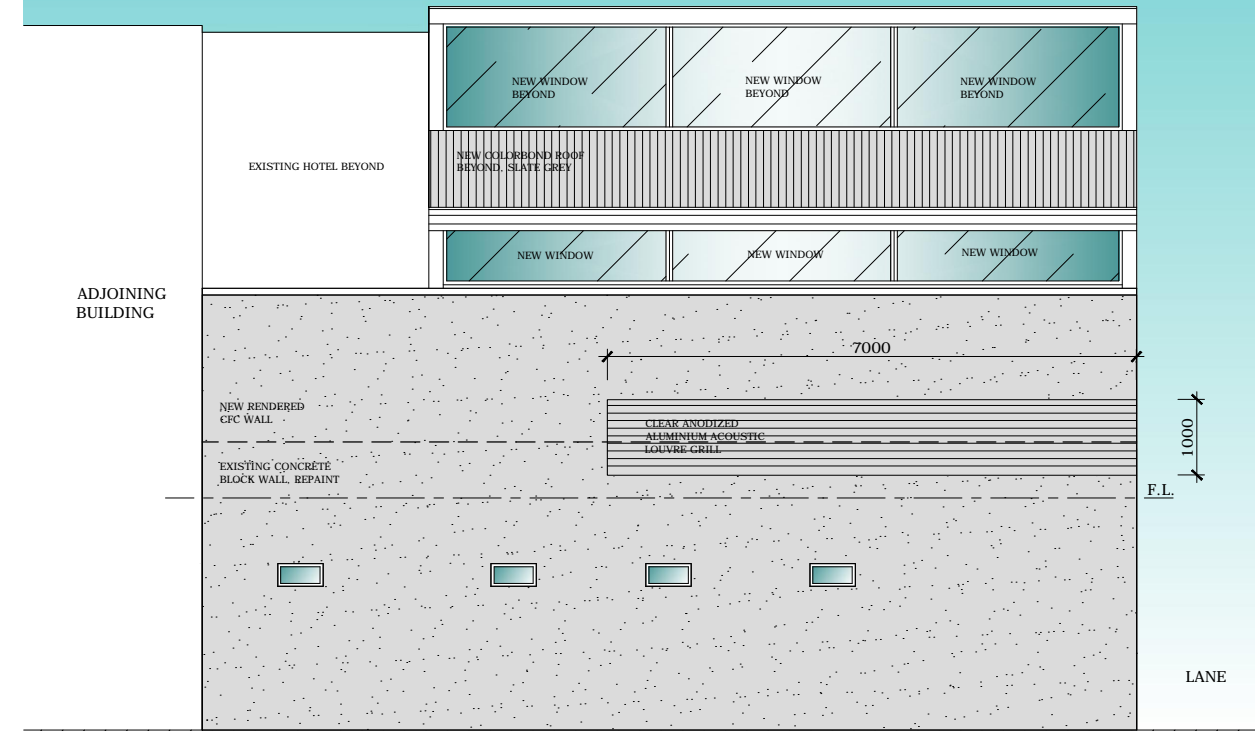 NEW WINDOW
BEYOND
NEW WINDOW
BEYOND
NEW WINDOW
BEYOND
EXISTING HOTEL BEYOND
NEW COLORBOND ROOF
BEYOND, SLATE GREY
NEW WINDOW
NEW WINDOW
NEW WINDOW
ADJOINING
BUILDING
7000
NEW RENDERED
CFC WALL
CLEAR ANODIZED
ALUMINIUM ACOUSTIC
LOUVRE GRILL
1000
EXISTING CONCRETE
BLOCK WALL, REPAINT
F.L.
LANE